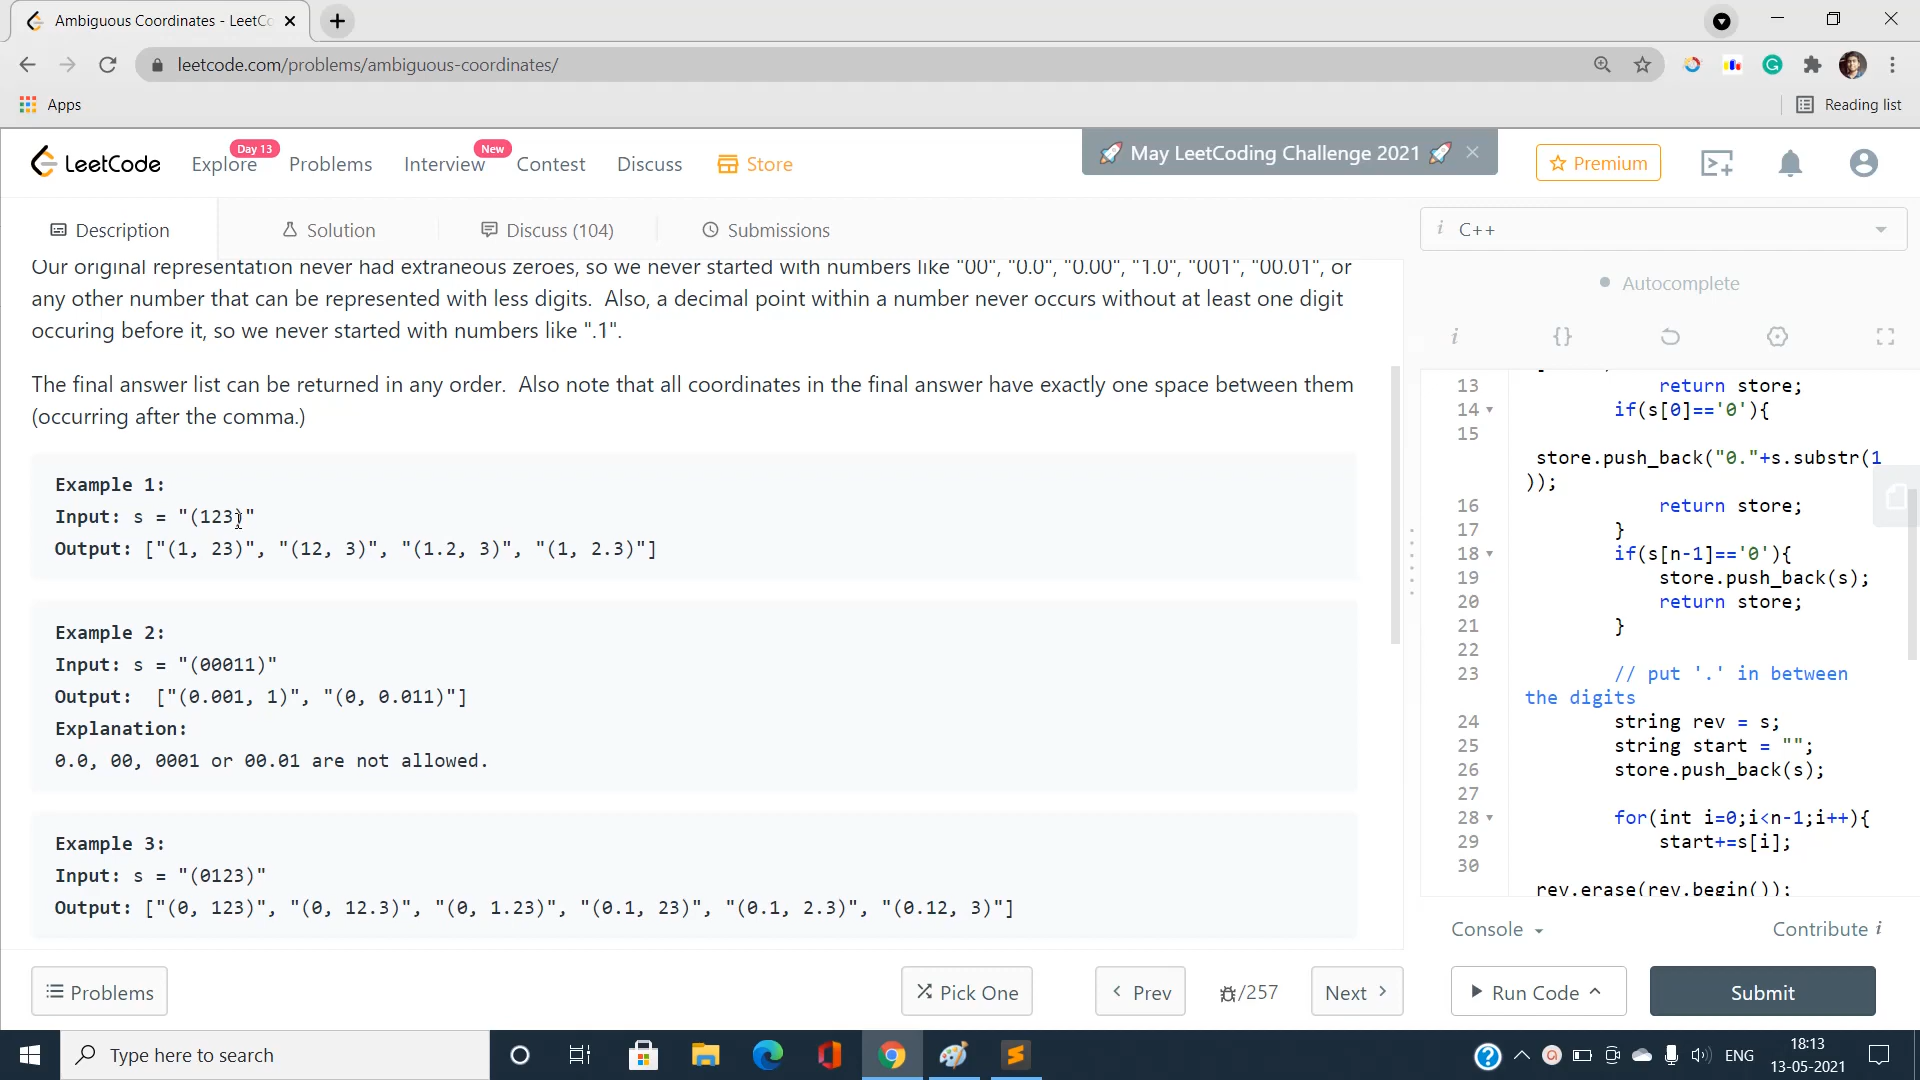 Ambiguous Coordinates - LeetCo
leetcode.com/problems/ambiguous-coordinates/
Apps
Reading list
LeetCode
Explore
Day 13
Problems
Interview
New
Contest
Discuss
Store
🚀 May LeetCoding Challenge 2021 🚀
Premium
Description
Solution
Discuss (104)
Submissions
Our original representation never had extraneous zeroes, so we never started with numbers like "00", "0.0", "0.00", "1.0", "001", "00.01", or
any other number that can be represented with less digits.  Also, a decimal point within a number never occurs without at least one digit
occuring before it, so we never started with numbers like ".1".
The final answer list can be returned in any order.  Also note that all coordinates in the final answer have exactly one space between them
(occurring after the comma.)
Example 1:
Input: s = "(123)"
Output: ["(1, 23)", "(12, 3)", "(1.2, 3)", "(1, 2.3)"]
Example 2:
Input: s = "(00011)"
Output:  ["(0.001, 1)", "(0, 0.011)"]
Explanation:
0.0, 00, 0001 or 00.01 are not allowed.
Example 3:
Input: s = "(0123)"
Output: ["(0, 123)", "(0, 12.3)", "(0, 1.23)", "(0.1, 23)", "(0.1, 2.3)", "(0.12, 3)"]
Problems
Pick One
Prev
/257
Next
i C++
Autocomplete
i {}
13 return store;
14 if(s[0]=='0'){
15
store.push_back("0."+s.substr(1
));
16 return store;
17 }
18 if(s[n-1]=='0'){
19 store.push_back(s);
20 return store;
21 }
22
23 // put '.' in between
the digits
24 string rev = s;
25 string start = "";
26 store.push_back(s);
27
28 for(int i=0;i<n-1;i++){
29 start+=s[i];
30
rev.erase(rev.begin());
Console
Contribute i
Run Code
Submit
Type here to search
ENG
18:13
13-05-2021